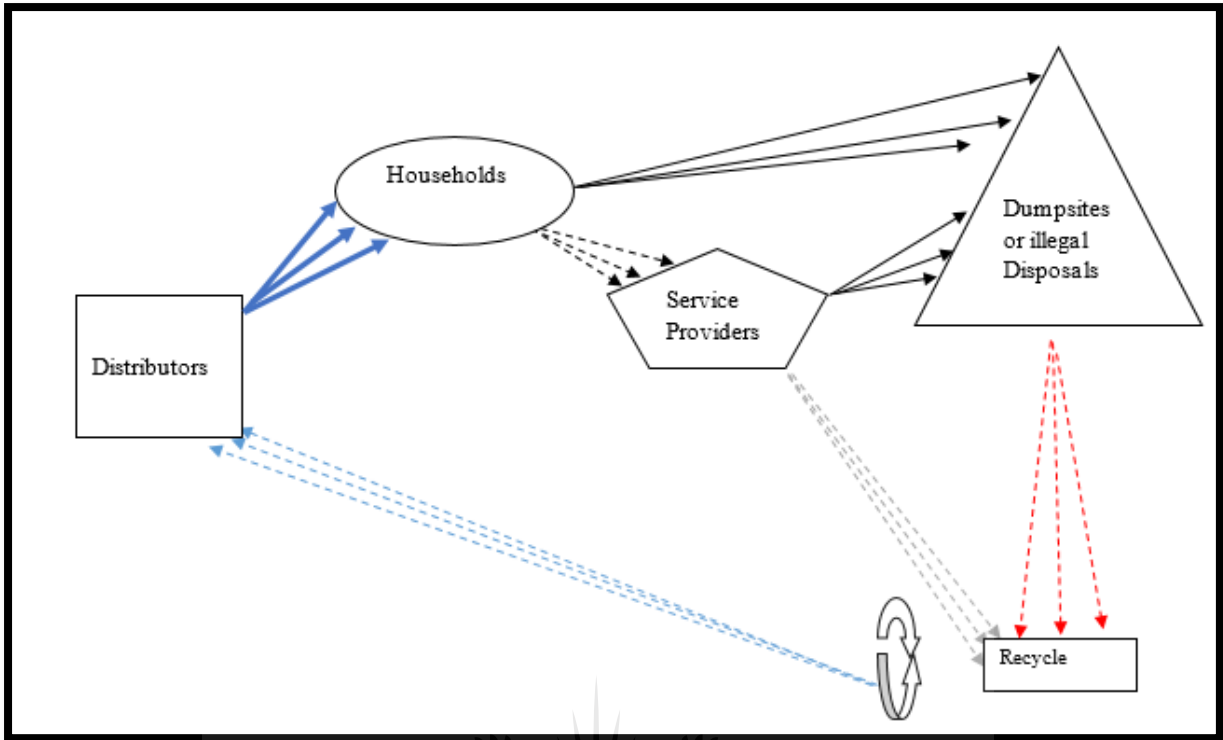 Households
Dumpsites
or illegal
Disposals
Service
Providers
Distributors
Recycle